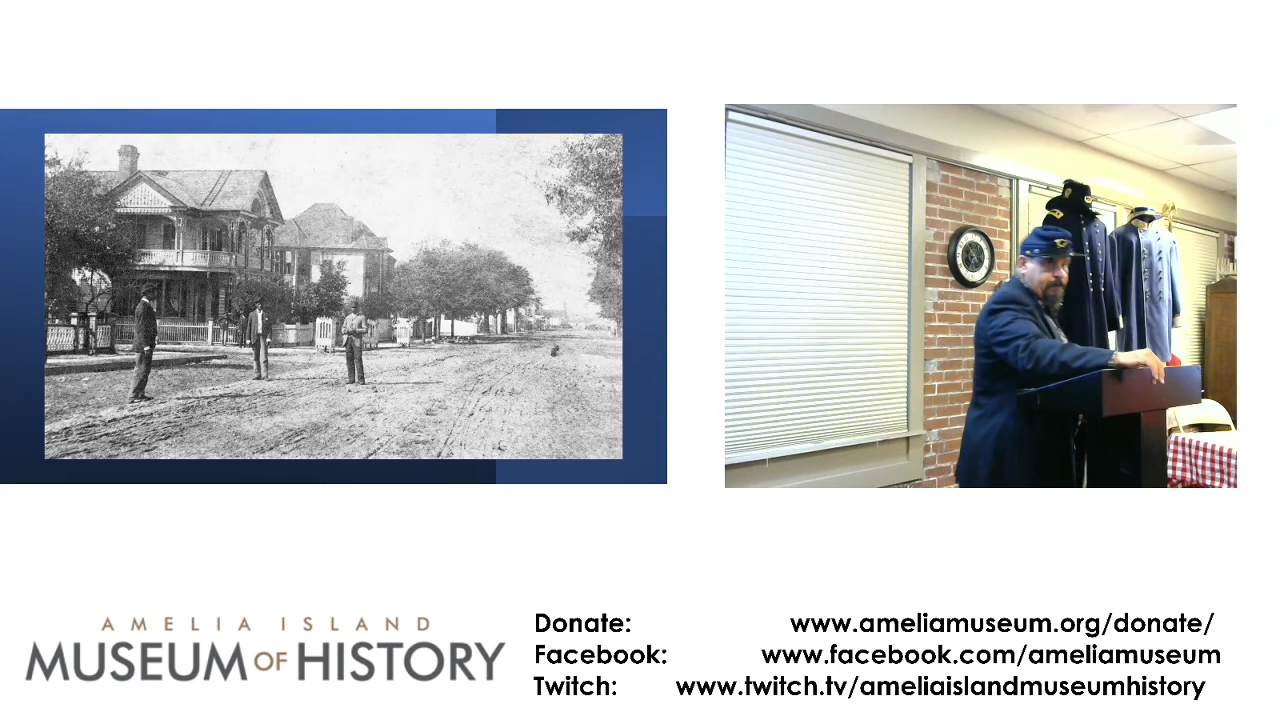 AMELIA ISLAND
MUSEUM OF HISTORY
Donate: www.ameliamuseum.org/donate/
Facebook: www.facebook.com/ameliamuseum
Twitch: www.twitch.tv/ameliaislandmuseumhistory